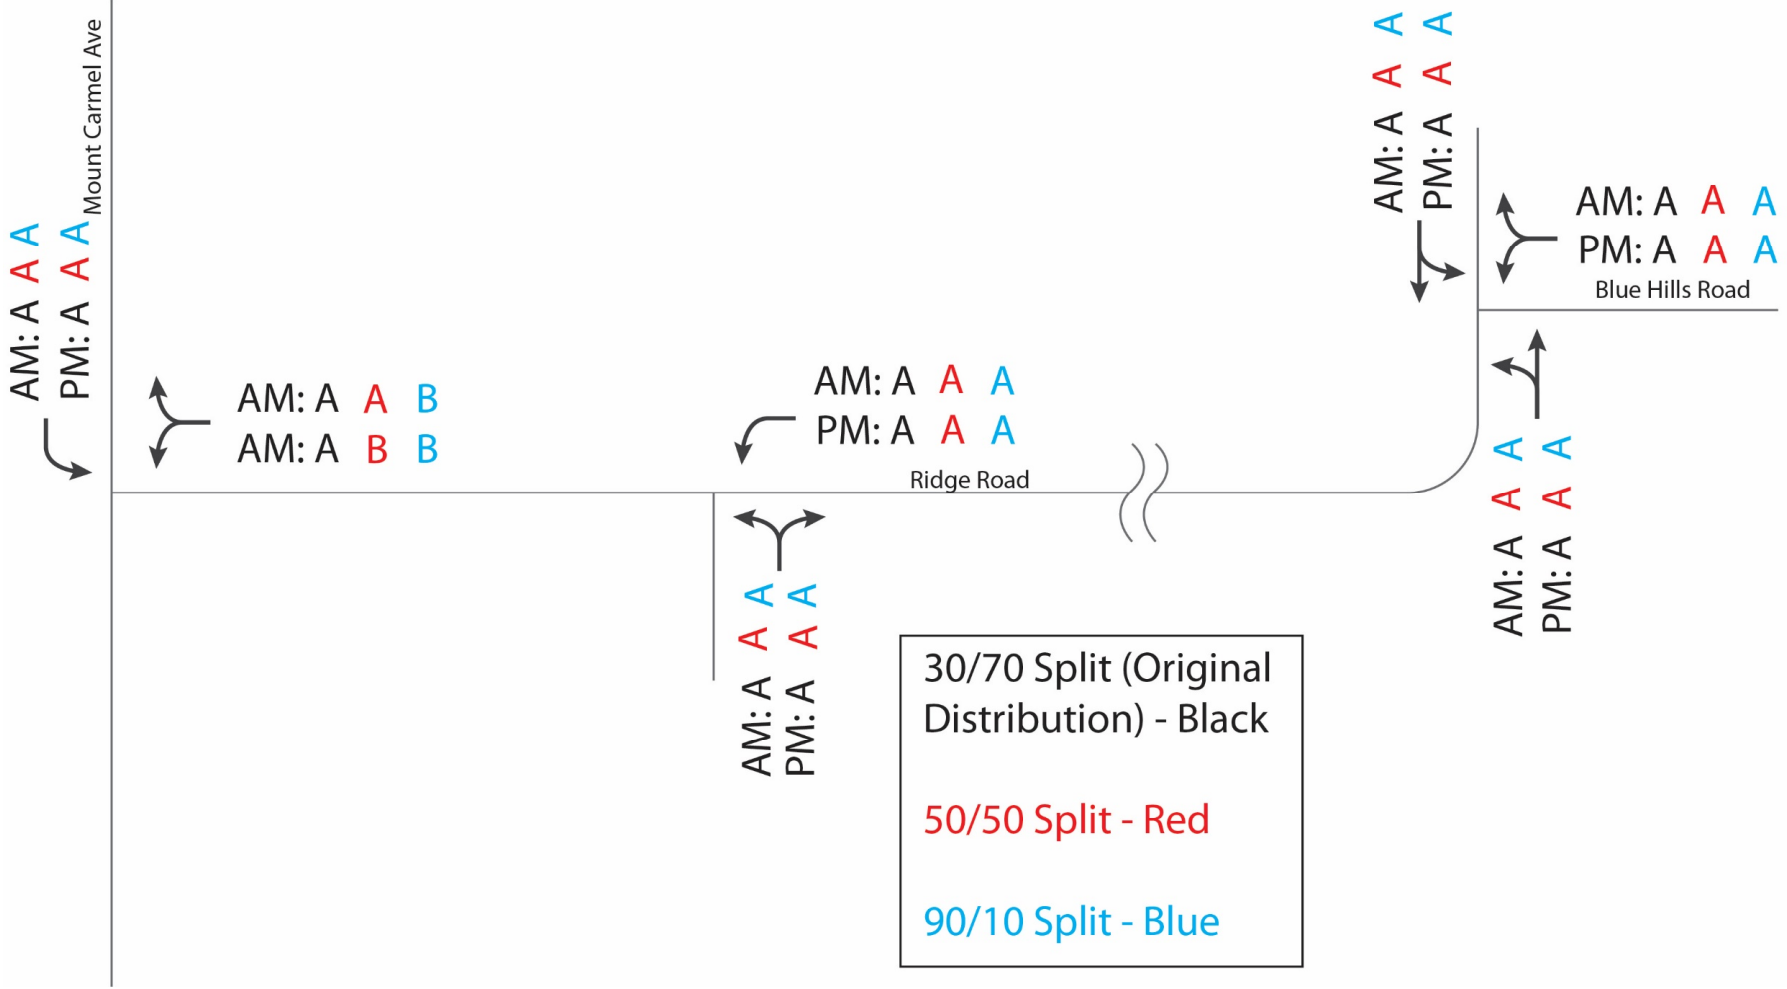 Mount Carmel Ave
AM: A A A
PM: A A A
AM: A A B
AM: A B B
AM: A A A
PM: A A A
Ridge Road
AM: A A A
PM: A A A
AM: A A A
PM: A A A
AM: A A A
PM: A A A
Blue Hills Road
AM: A A A
PM: A A A
30/70 Split (Original
Distribution) - Black
50/50 Split - Red
90/10 Split - Blue